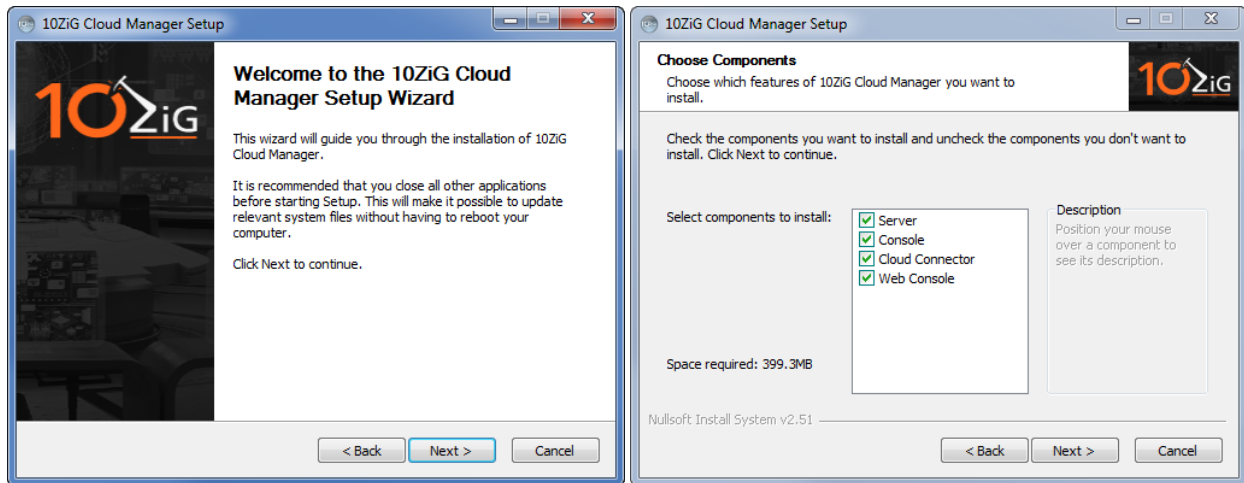 10ZiG Cloud Manager Setup
10ZiG
Welcome to the 10ZiG Cloud
Manager Setup Wizard
This wizard will guide you through the installation of 10ZiG
Cloud Manager.
It is recommended that you close all other applications
before starting Setup. This will make it possible to update
relevant system files without having to reboot your
computer.
Click Next to continue.
< Back
Next >
Cancel
10ZiG Cloud Manager Setup
Choose Components
Choose which features of 10ZiG Cloud Manager you want to
install.
10ZiG
Check the components you want to install and uncheck the components you don't want to
install. Click Next to continue.
Select components to install:
Server
Console
Cloud Connector
Web Console
Description
Position your mouse
over a component to
see its description.
Space required: 399.3MB
Nullsoft Install System v2.51
< Back
Next >
Cancel